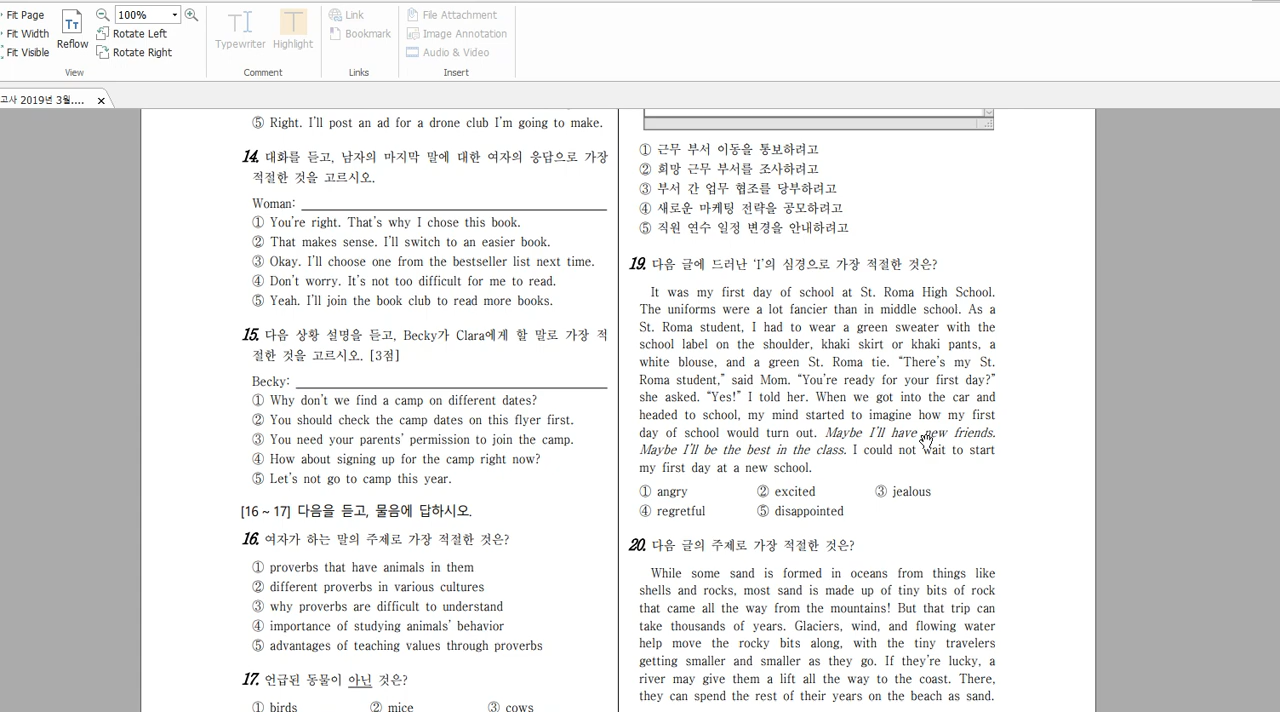 Fit Page
Fit Width
Fit Visible
Reflow
100%
Rotate Left
Rotate Right
View
Typewriter
Highlight
Comment
Link
Bookmark
Links
File Attachment
Image Annotation
Audio & Video
Insert
고사 2019년 3월....
⑤ Right. I'll post an ad for a drone club I'm going to make.
14. 대화를 듣고, 남자의 마지막 말에 대한 여자의 응답으로 가장
적절한 것을 고르시오.
Woman:
① You're right. That's why I chose this book.
② That makes sense. I'll switch to an easier book.
③ Okay. I'll choose one from the bestseller list next time.
④ Don't worry. It's not too difficult for me to read.
⑤ Yeah. I'll join the book club to read more books.
15. 다음 상황 설명을 듣고, Becky가 Clara에게 할 말로 가장 적
절한 것을 고르시오. [3점]
Becky:
① Why don't we find a camp on different dates?
② You should check the camp dates on this flyer first.
③ You need your parents' permission to join the camp.
④ How about signing up for the camp right now?
⑤ Let's not go to camp this year.
[16 ~ 17] 다음을 듣고, 물음에 답하시오.
16. 여자가 하는 말의 주제로 가장 적절한 것은?
① proverbs that have animals in them
② different proverbs in various cultures
③ why proverbs are difficult to understand
④ importance of studying animals' behavior
⑤ advantages of teaching values through proverbs
17. 언급된 동물이 아닌 것은?
① birds ② mice ③ cows
① 근무 부서 이동을 통보하려고
② 희망 근무 부서를 조사하려고
③ 부서 간 업무 협조를 당부하려고
④ 새로운 마케팅 전략을 공모하려고
⑤ 직원 연수 일정 변경을 안내하려고
19. 다음 글에 드러난 'I'의 심경으로 가장 적절한 것은?
It was my first day of school at St. Roma High School.
The uniforms were a lot fancier than in middle school. As a
St. Roma student, I had to wear a green sweater with the
school label on the shoulder, khaki skirt or khaki pants, a
white blouse, and a green St. Roma tie. “There's my St.
Roma student,” said Mom. “You're ready for your first day?”
she asked. “Yes!” I told her. When we got into the car and
headed to school, my mind started to imagine how my first
day of school would turn out. Maybe I'll have new friends.
Maybe I'll be the best in the class. I could not wait to start
my first day at a new school.
① angry ② excited ③ jealous
④ regretful ⑤ disappointed
20. 다음 글의 주제로 가장 적절한 것은?
While some sand is formed in oceans from things like
shells and rocks, most sand is made up of tiny bits of rock
that came all the way from the mountains! But that trip can
take thousands of years. Glaciers, wind, and flowing water
help move the rocky bits along, with the tiny travelers
getting smaller and smaller as they go. If they're lucky, a
river may give them a lift all the way to the coast. There,
they can spend the rest of their years on the beach as sand.